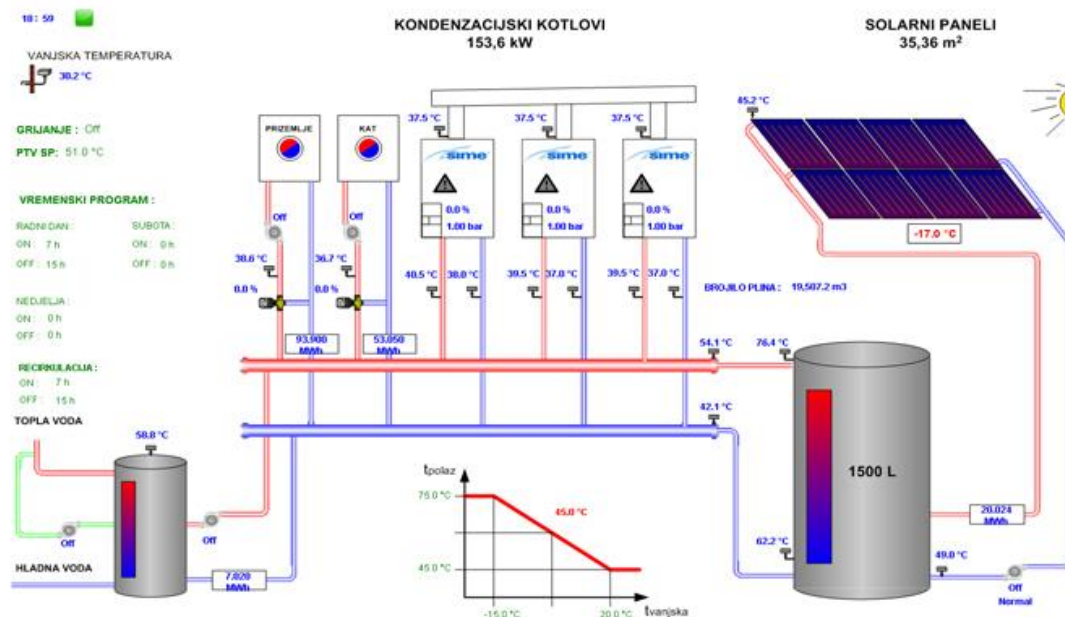 18: 59
KONDENZACIJSKI KOTLOVI
153,6 kW
SOLARNI PANELI
35,36 m²
VANJSKA TEMPERATURA
30.2 °C
GRIJANJE : Off
PTV SP: 51.0 °C
VREMENSKI PROGRAM :
RADNI DAN :
ON : 7 h
OFF : 15 h
SUBOTA :
ON : 0 h
OFF : 0 h
NEDJELJA :
ON : 0 h
OFF : 0 h
RECIRKULACIJA :
ON : 7 h
OFF : 15 h
TOPLA VODA
58.8 °C
Off
Off
HLADNA VODA
7.020
MWh
PRIZEMLJE
KAT
Off
Off
38.6 °C
36.7 °C
0.0 %
0.0 %
93.900
MWh
53.050
MWh
37.5 °C
37.5 °C
37.5 °C
sime
sime
sime
0.0 %
1.00 bar
0.0 %
1.00 bar
0.0 %
1.00 bar
40.5 °C
38.0 °C
39.5 °C
37.0 °C
39.5 °C
37.0 °C
45.2 °C
-17.0 °C
BROJILO PLINA : 19,507.2 m3
54.1 °C
76.4 °C
42.1 °C
1500 L
62.2 °C
49.0 °C
20.024
MWh
Off
Normal
tpolaz
75.0 °C
45.0 °C
45.0 °C
-15.0 °C
20.0 °C
tvanjska